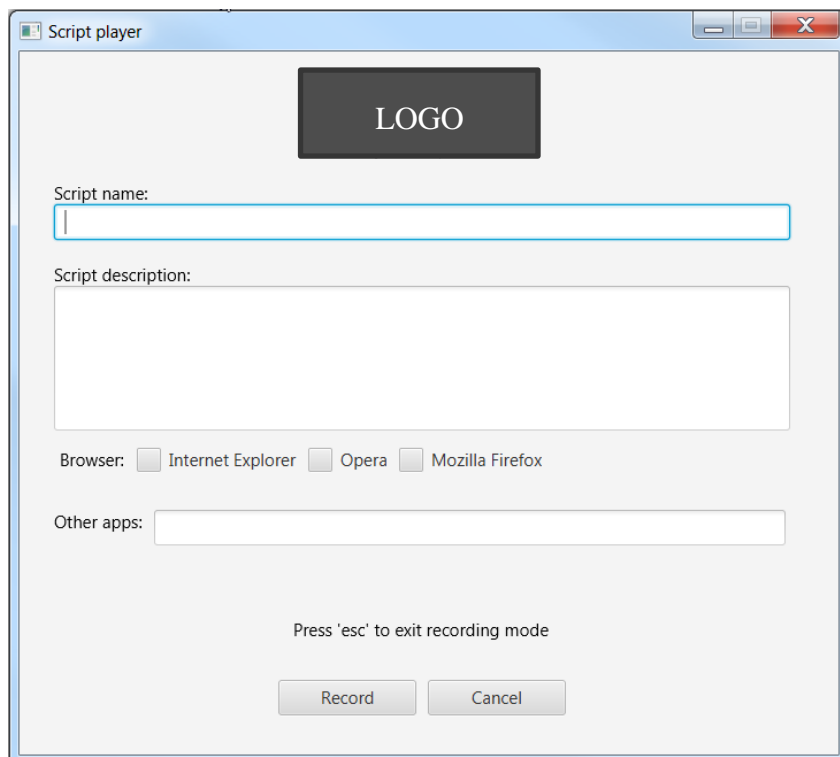 Script player
LOGO
Script name:
Script description:
Browser: Internet Explorer Opera Mozilla Firefox
Other apps:
Press 'esc' to exit recording mode
Record Cancel